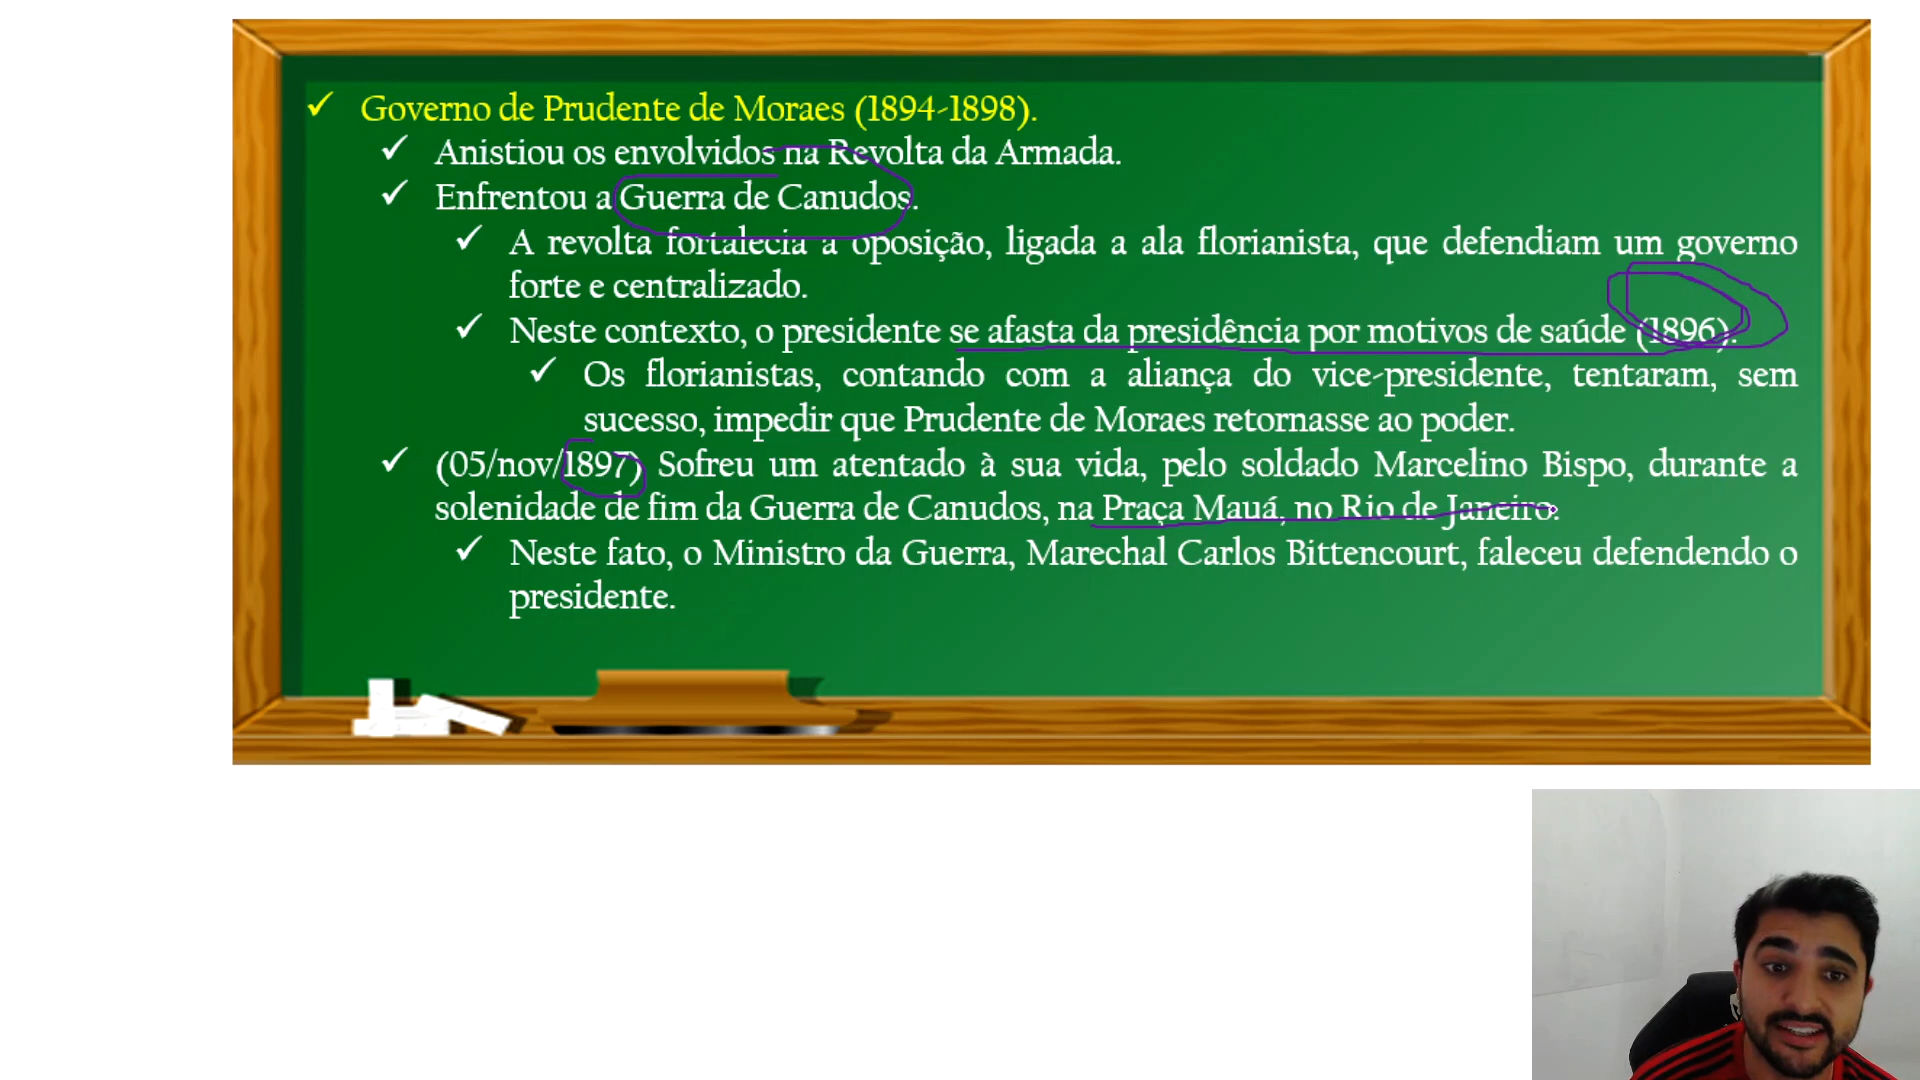 Governo de Prudente de Moraes (1894-1898).
Anistiou os envolvidos na Revolta da Armada.
Enfrentou a Guerra de Canudos.
A revolta fortalecia a oposição, ligada a ala florianista, que defendiam um governo
forte e centralizado.
Neste contexto, o presidente se afasta da presidência por motivos de saúde (1896).
Os florianistas, contando com a aliança do vice-presidente, tentaram, sem
sucesso, impedir que Prudente de Moraes retornasse ao poder.
(05/nov/1897) Sofreu um atentado à sua vida, pelo soldado Marcelino Bispo, durante a
solenidade de fim da Guerra de Canudos, na Praça Mauá, no Rio de Janeiro.
Neste fato, o Ministro da Guerra, Marechal Carlos Bittencourt, faleceu defendendo o
presidente.